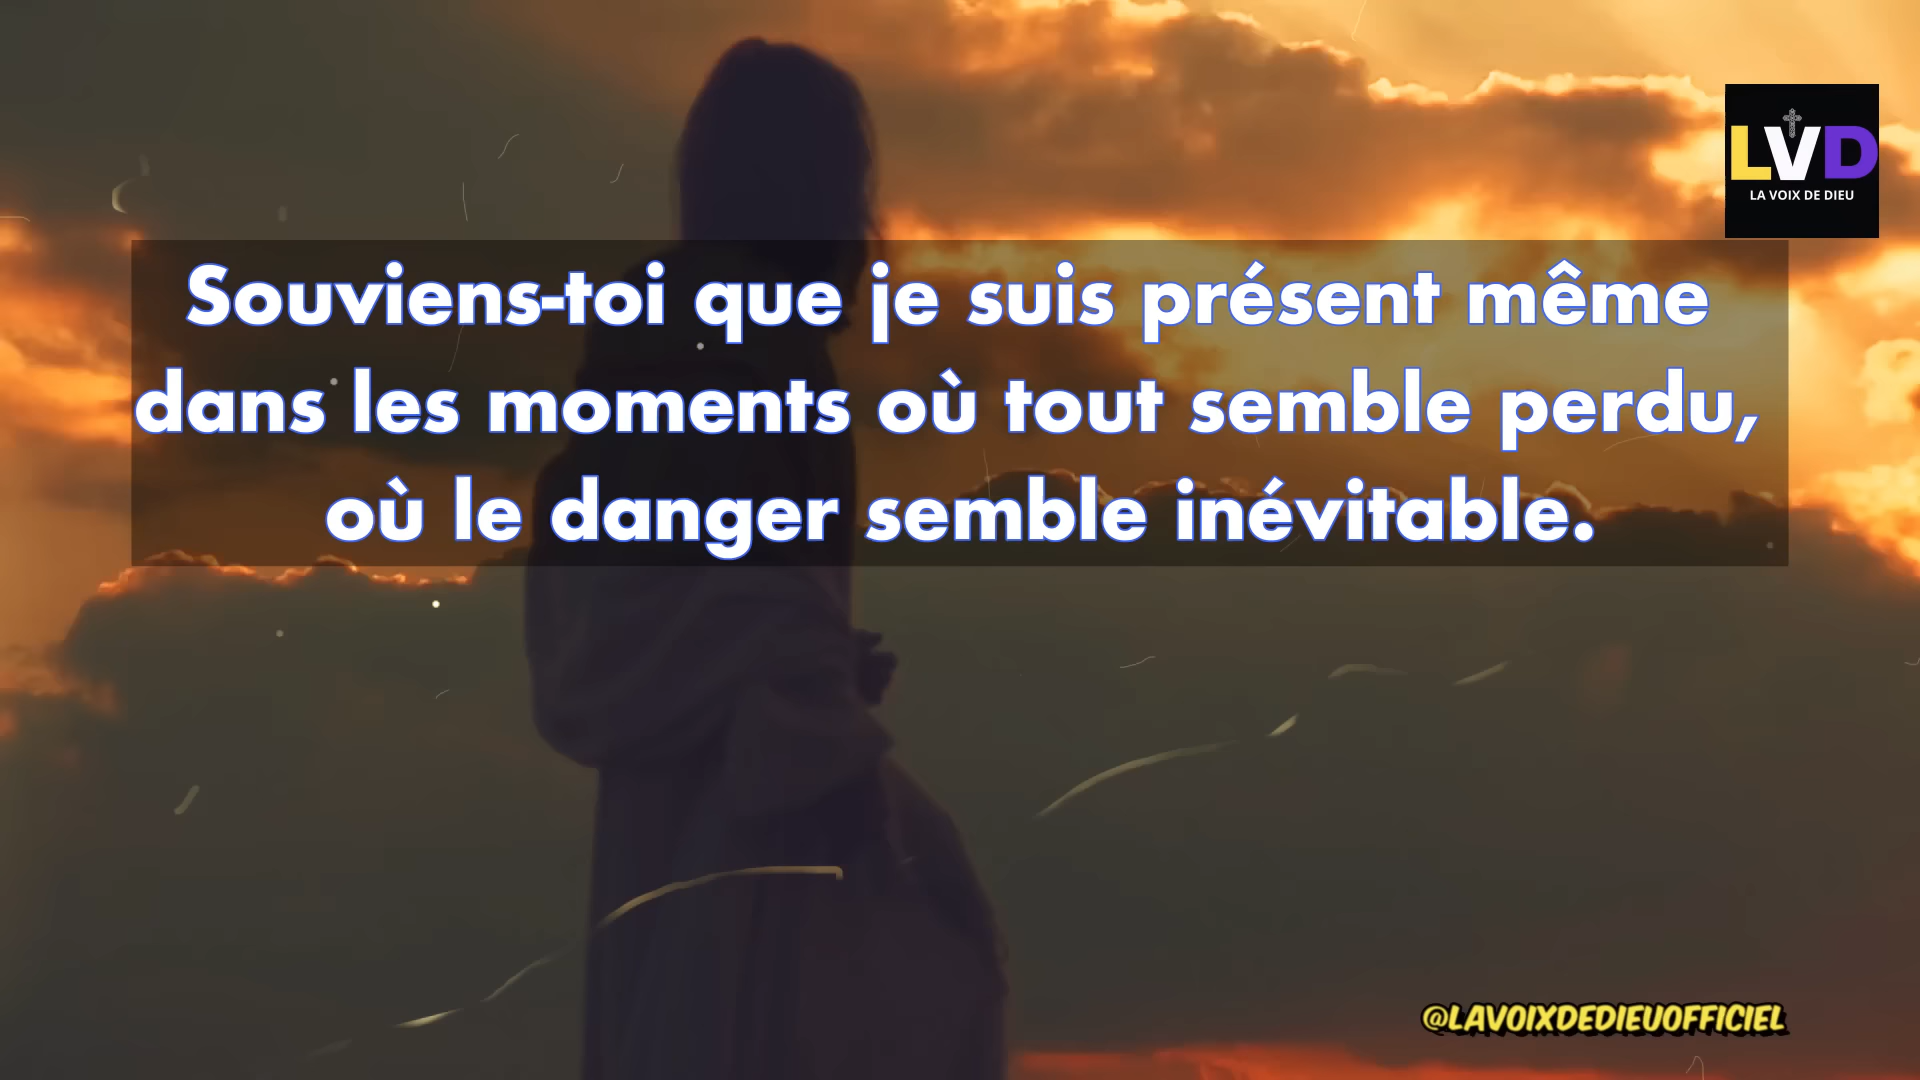 LVD
LA VOIX DE DIEU
Souviens-toi que je suis présent même
dans les moments où tout semble perdu,
où le danger semble inévitable.
@LAVOIXDEDIEUOFFICIEL